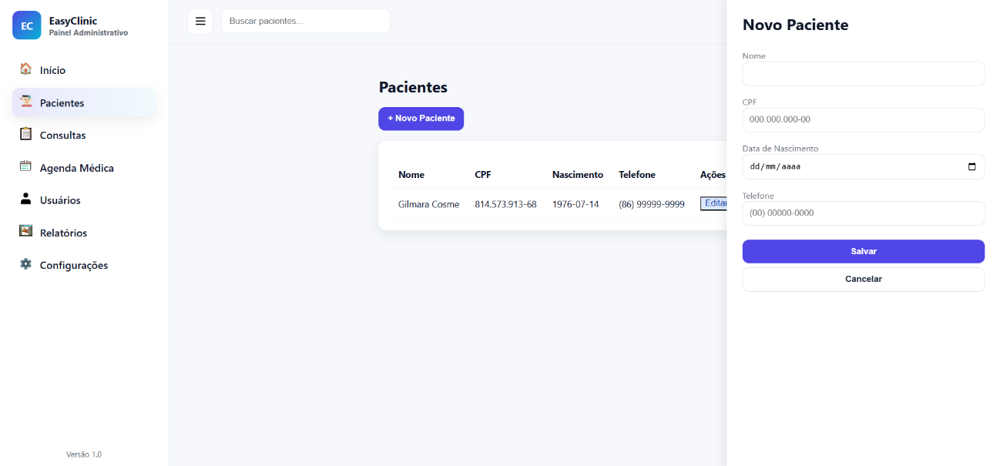 EC
EasyClinic
Painel Administrativo
Início
Pacientes
Consultas
Agenda Médica
Usuários
Relatórios
Configurações
Versão 1.0
Buscar pacientes...
Pacientes
+ Novo Paciente
Nome CPF Nascimento Telefone Ações
Gilmara Cosme 814.573.913-68 1976-07-14 (86) 99999-9999 Editar
Novo Paciente
Nome
CPF
000.000.000-00
Data de Nascimento
dd/mm/aaaa
Telefone
(00) 00000-0000
Salvar
Cancelar